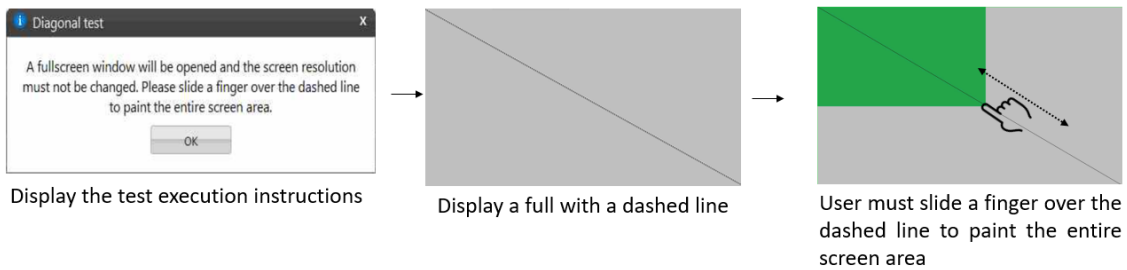 Diagonal test
X
A fullscreen window will be opened and the screen resolution
must not be changed. Please slide a finger over the dashed line
to paint the entire screen area.
OK
Display the test execution instructions
Display a full with a dashed line
User must slide a finger over the
dashed line to paint the entire
screen area